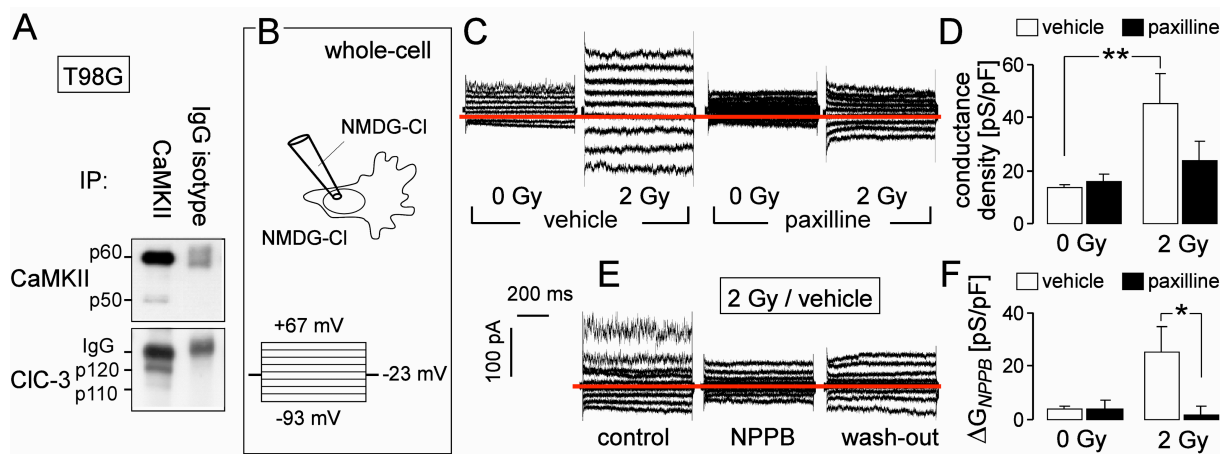 A
T98G
IP:
CaMKII
IgG isotype
CaMKII
p60
p50
ClC-3
IgG
p120
p110
B
whole-cell
NMDG-Cl
NMDG-Cl
+67 mV
-23 mV
-93 mV
C
0 Gy
2 Gy
0 Gy
2 Gy
vehicle
paxilline
D
vehicle
paxilline
conductance
density [pS/pF]
60
40
20
0
**
0 Gy
2 Gy
E
200 ms
100 pA
2 Gy / vehicle
control
NPPB
wash-out
F
vehicle
paxilline
ΔG_NPPB [pS/pF]
40
20
0
*
0 Gy
2 Gy